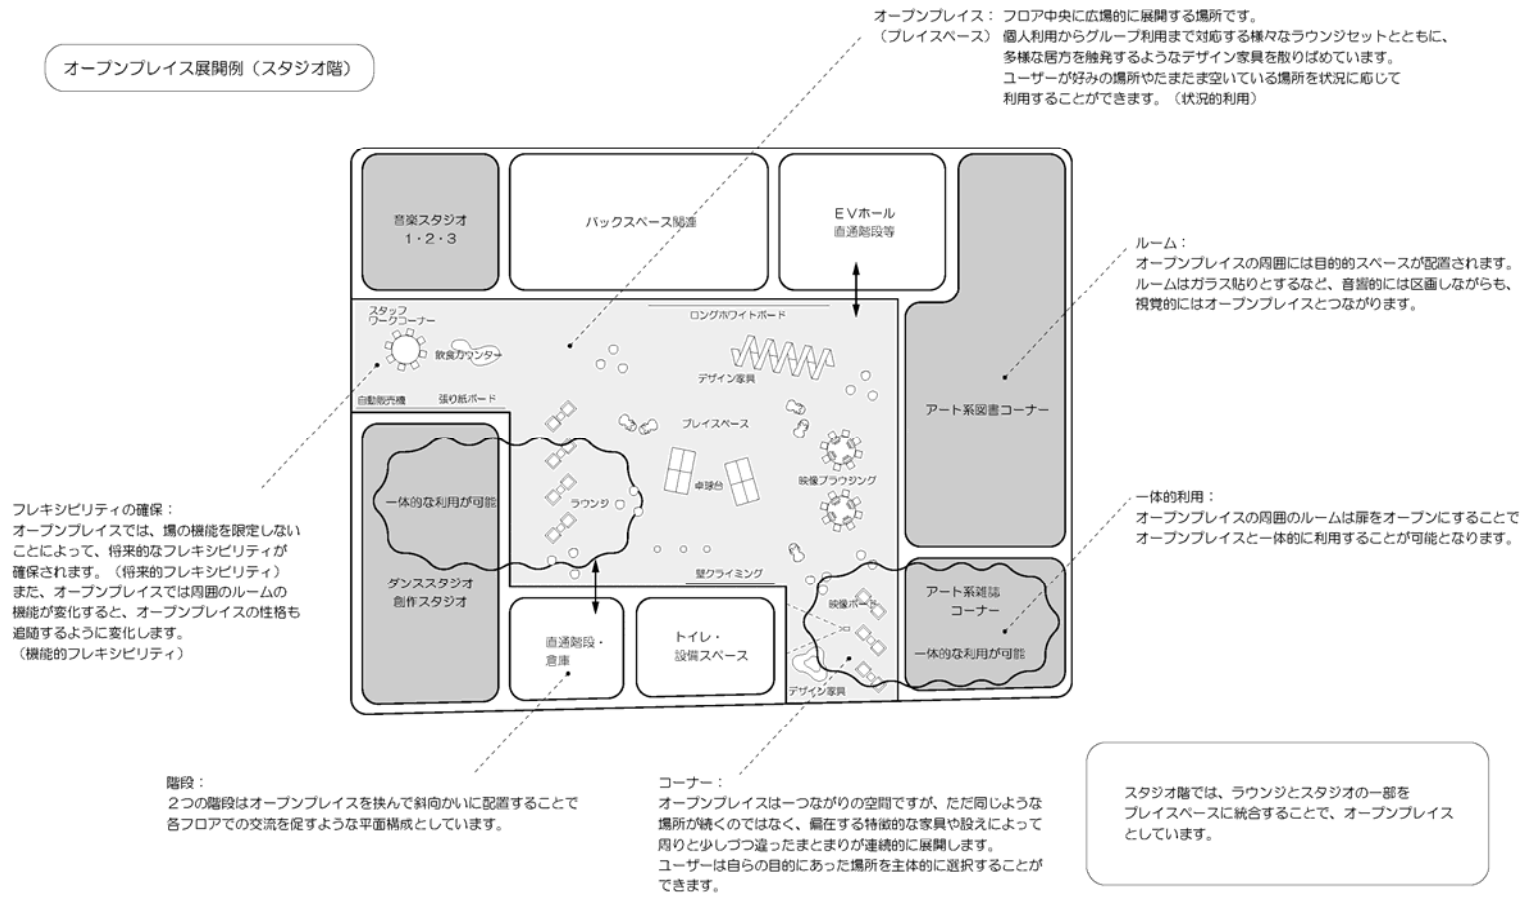 オープンプレイス展開例（スタジオ階）
オープンプレイス： フロア中央に広場的に展開する場所です。
（プレイスペース） 個人利用からグループ利用まで対応する様々なラウンジセットとともに、
多様な居方を触発するようなデザイン家具を散りばめています。
ユーザーが好みの場所やたまたま空いている場所を状況に応じて
利用することができます。（状況的利用）
音楽スタジオ
１・２・３
バックスペース関連
ＥＶホール
直通階段等
ルーム：
オープンプレイスの周囲には目的的スペースが配置されます。
ルームはガラス貼りとするなど、音響的には区画しながらも、
視覚的にはオープンプレイスとつながります。
スタッフ
ワークコーナー
飲食カウンター
自動販売機
張り紙ボード
ロングホワイトボード
デザイン家具
プレイスペース
卓球台
映像ブラウジング
ラウンジ
壁クライミング
アート系図書コーナー
一体的な利用が可能
ダンススタジオ
創作スタジオ
直通階段・
倉庫
トイレ・
設備スペース
映像ボード
デザイン家具
アート系雑誌
コーナー
一体的な利用が可能
フレキシビリティの確保：
オープンプレイスでは、場の機能を限定しない
ことによって、将来的なフレキシビリティが
確保されます。（将来的フレキシビリティ）
また、オープンプレイスでは周囲のルームの
機能が変化すると、オープンプレイスの性格も
追随するように変化します。
（機能的フレキシビリティ）
一体的利用：
オープンプレイスの周囲のルームは扉をオープンにすることで
オープンプレイスと一体的に利用することが可能となります。
階段：
２つの階段はオープンプレイスを挟んで斜向かいに配置することで
各フロアでの交流を促すような平面構成としています。
コーナー：
オープンプレイスは一つながりの空間ですが、ただ同じような
場所が続くのではなく、偏在する特徴的な家具や設えによって
周りと少しづつ違ったまとまりが連続的に展開します。
ユーザーは自らの目的にあった場所を主体的に選択することが
できます。
スタジオ階では、ラウンジとスタジオの一部を
プレイスペースに統合することで、オープンプレイス
としています。